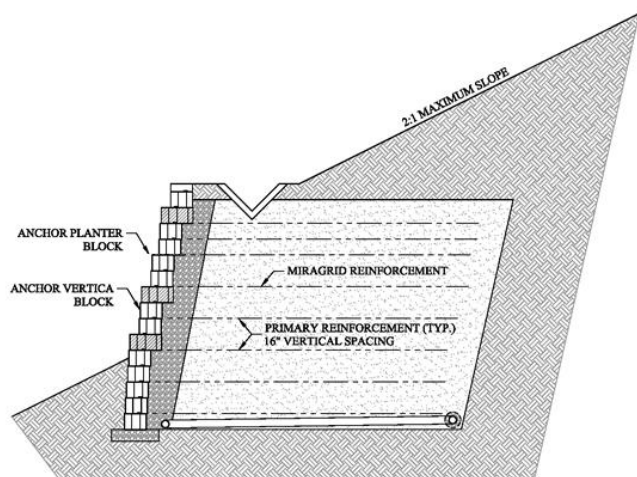 2:1 MAXIMUM SLOPE
ANCHOR PLANTER
BLOCK
MIRAGRID REINFORCEMENT
ANCHOR VERTICA
BLOCK
PRIMARY REINFORCEMENT (TYP.)
16" VERTICAL SPACING